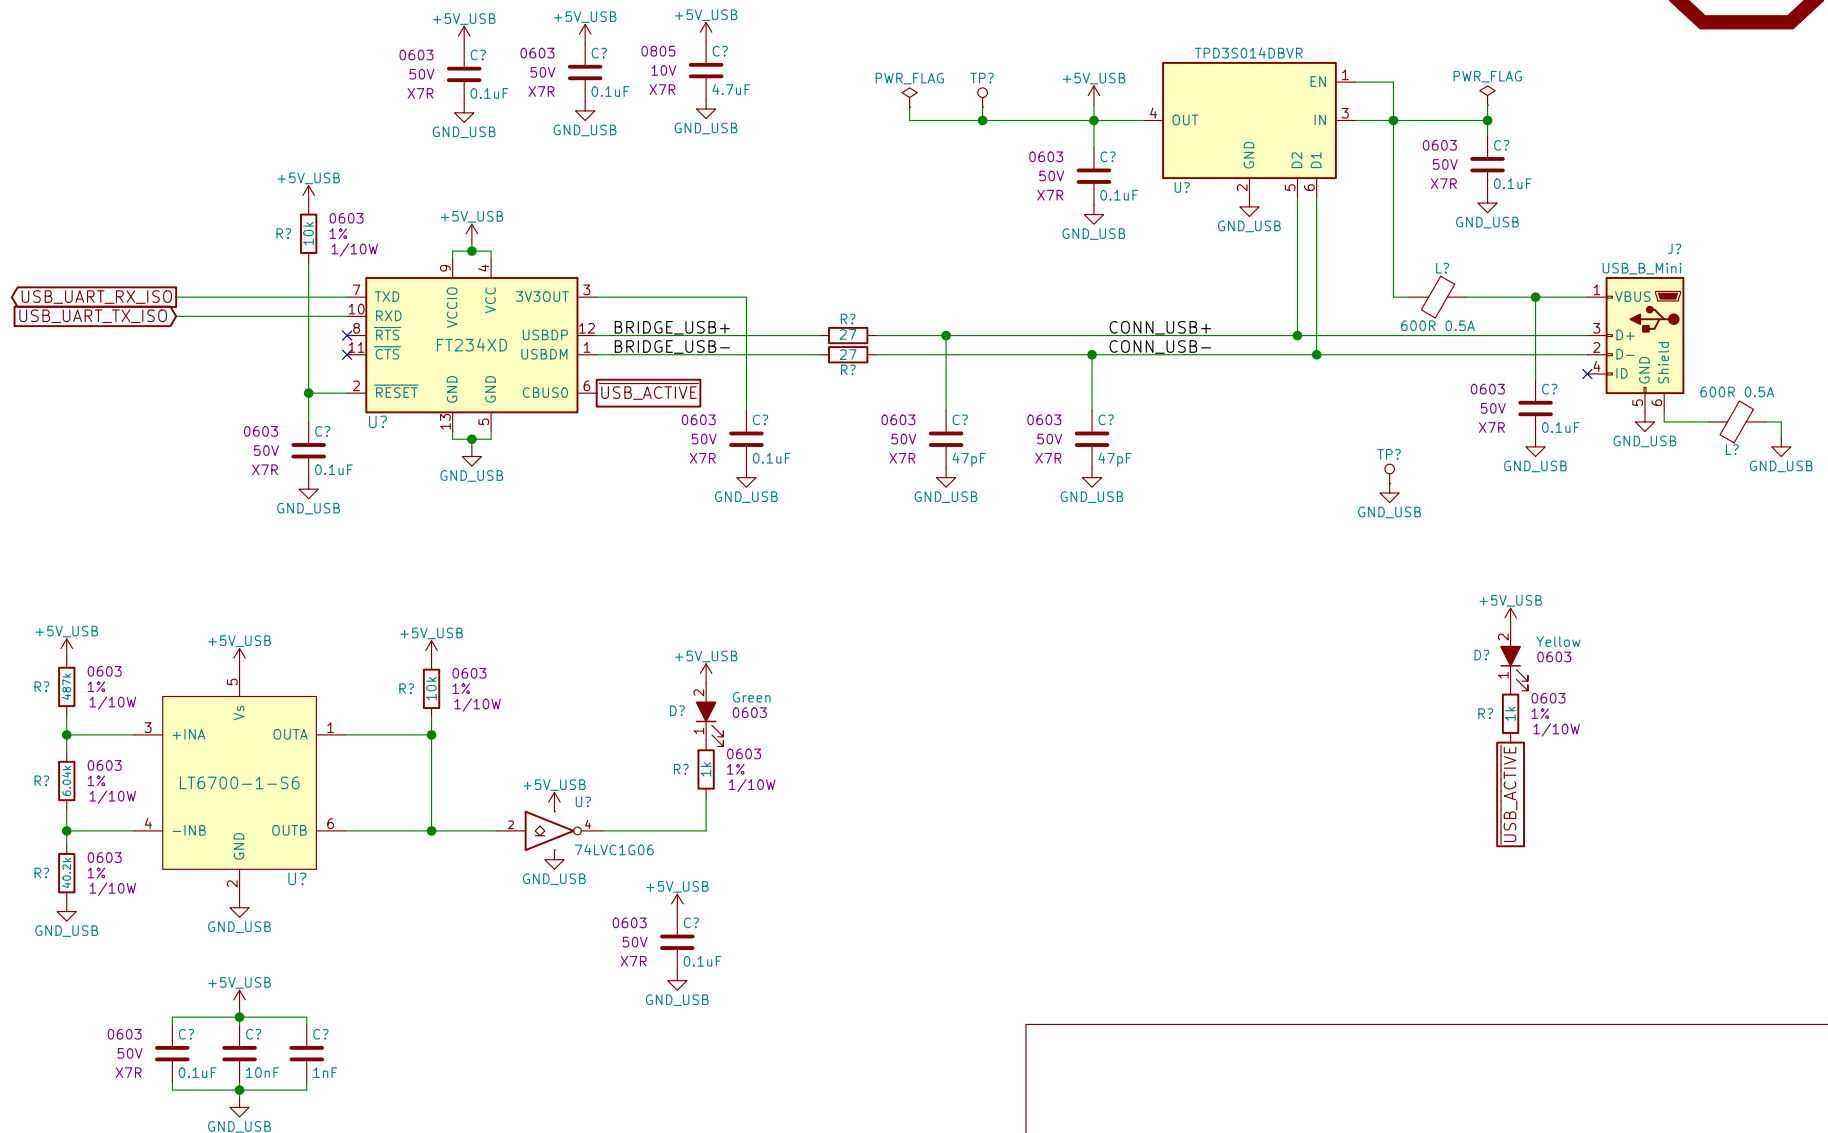 +5V_USB
0603
50V
X7R
C?
0.1uF
GND_USB
+5V_USB
0603
50V
X7R
C?
0.1uF
GND_USB
+5V_USB
0805
10V
X7R
C?
4.7uF
GND_USB
PWR_FLAG
TP?
+5V_USB
0603
50V
X7R
C?
0.1uF
GND_USB
TPD3S014DBVR
EN
1
IN
3
4
OUT
GND
2
D2
5
D1
6
U?
GND_USB
PWR_FLAG
0603
50V
X7R
C?
0.1uF
GND_USB
+5V_USB
R?
10k
0603
1%
1/10W
+5V_USB
USB_UART_RX_ISO
USB_UART_TX_ISO
9
4
VCCIO
VCC
7
TXD
10
RXD
8
RTS
11
CTS
2
RESET
FT234XD
3V3OUT
3
USBDP
12
USBDM
1
CBUS0
6
GND
GND
13
5
U?
GND_USB
USB_ACTIVE
0603
50V
X7R
C?
0.1uF
GND_USB
BRIDGE_USB+
BRIDGE_USB-
R?
27
27
R?
CONN_USB+
CONN_USB-
0603
50V
X7R
C?
0.1uF
GND_USB
0603
50V
X7R
C?
47pF
GND_USB
0603
50V
X7R
C?
47pF
GND_USB
L?
600R 0.5A
J?
USB_B_Mini
1
VBUS
3
D+
2
D-
4
ID
GND
Shield
5
6
GND_USB
0603
50V
X7R
C?
0.1uF
GND_USB
600R 0.5A
L?
GND_USB
TP?
GND_USB
+5V_USB
R?
487k
0603
1%
1/10W
R?
6.04k
0603
1%
1/10W
R?
40.2k
0603
1%
1/10W
GND_USB
+5V_USB
5
Vs
3
+INA
4
-INB
LT6700-1-S6
OUTA
1
OUTB
6
GND
2
U?
GND_USB
+5V_USB
R?
10k
0603
1%
1/10W
+5V_USB
U?
2
4
74LVC1G06
GND_USB
+5V_USB
2
D?
1
Green
0603
R?
1k
0603
1%
1/10W
+5V_USB
0603
50V
X7R
C?
0.1uF
GND_USB
+5V_USB
2
D?
1
Yellow
0603
R?
1k
0603
1%
1/10W
USB_ACTIVE
+5V_USB
0603
50V
X7R
C?
0.1uF
C?
10nF
C?
1nF
GND_USB